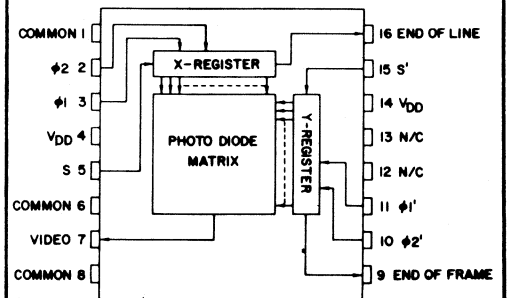 COMMON 1
φ2 2
φ1 3
VDD 4
S 5
COMMON 6
VIDEO 7
COMMON 8
X-REGISTER
PHOTO DIODE
MATRIX
Y-REGISTER
16 END OF LINE
15 S'
14 VDD
13 N/C
12 N/C
11 φ1'
10 φ2'
9 END OF FRAME